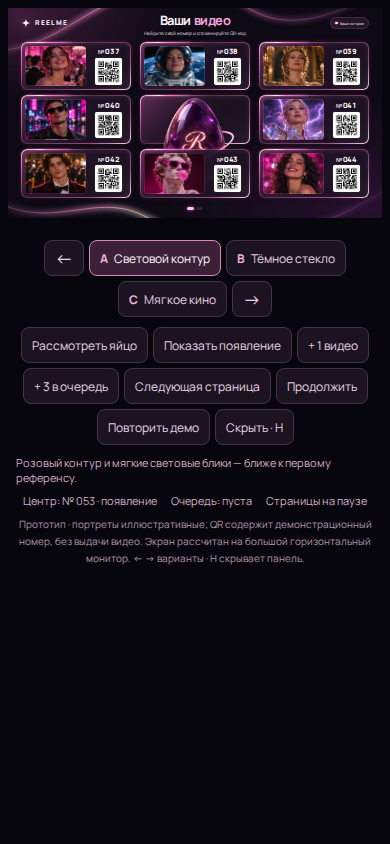 REELME
Ваши видео
Найдите свой номер и отсканируйте QR-код
Ваши истории
№037
№038
№039
№040
R
№041
№042
№043
№044
←
A Световой контур
B Тёмное стекло
C Мягкое кино
→
Рассмотреть яйцо
Показать появление
+ 1 видео
+ 3 в очередь
Следующая страница
Продолжить
Повторить демо
Скрыть · H
Розовый контур и мягкие световые блики — ближе к первому
референсу.
Центр: № 053 · появление Очередь: пуста Страницы на паузе
Прототип · портреты иллюстративные; QR содержит демонстрационный
номер, без выдачи видео. Экран рассчитан на большой горизонтальный
монитор. ← → варианты · H скрывает панель.